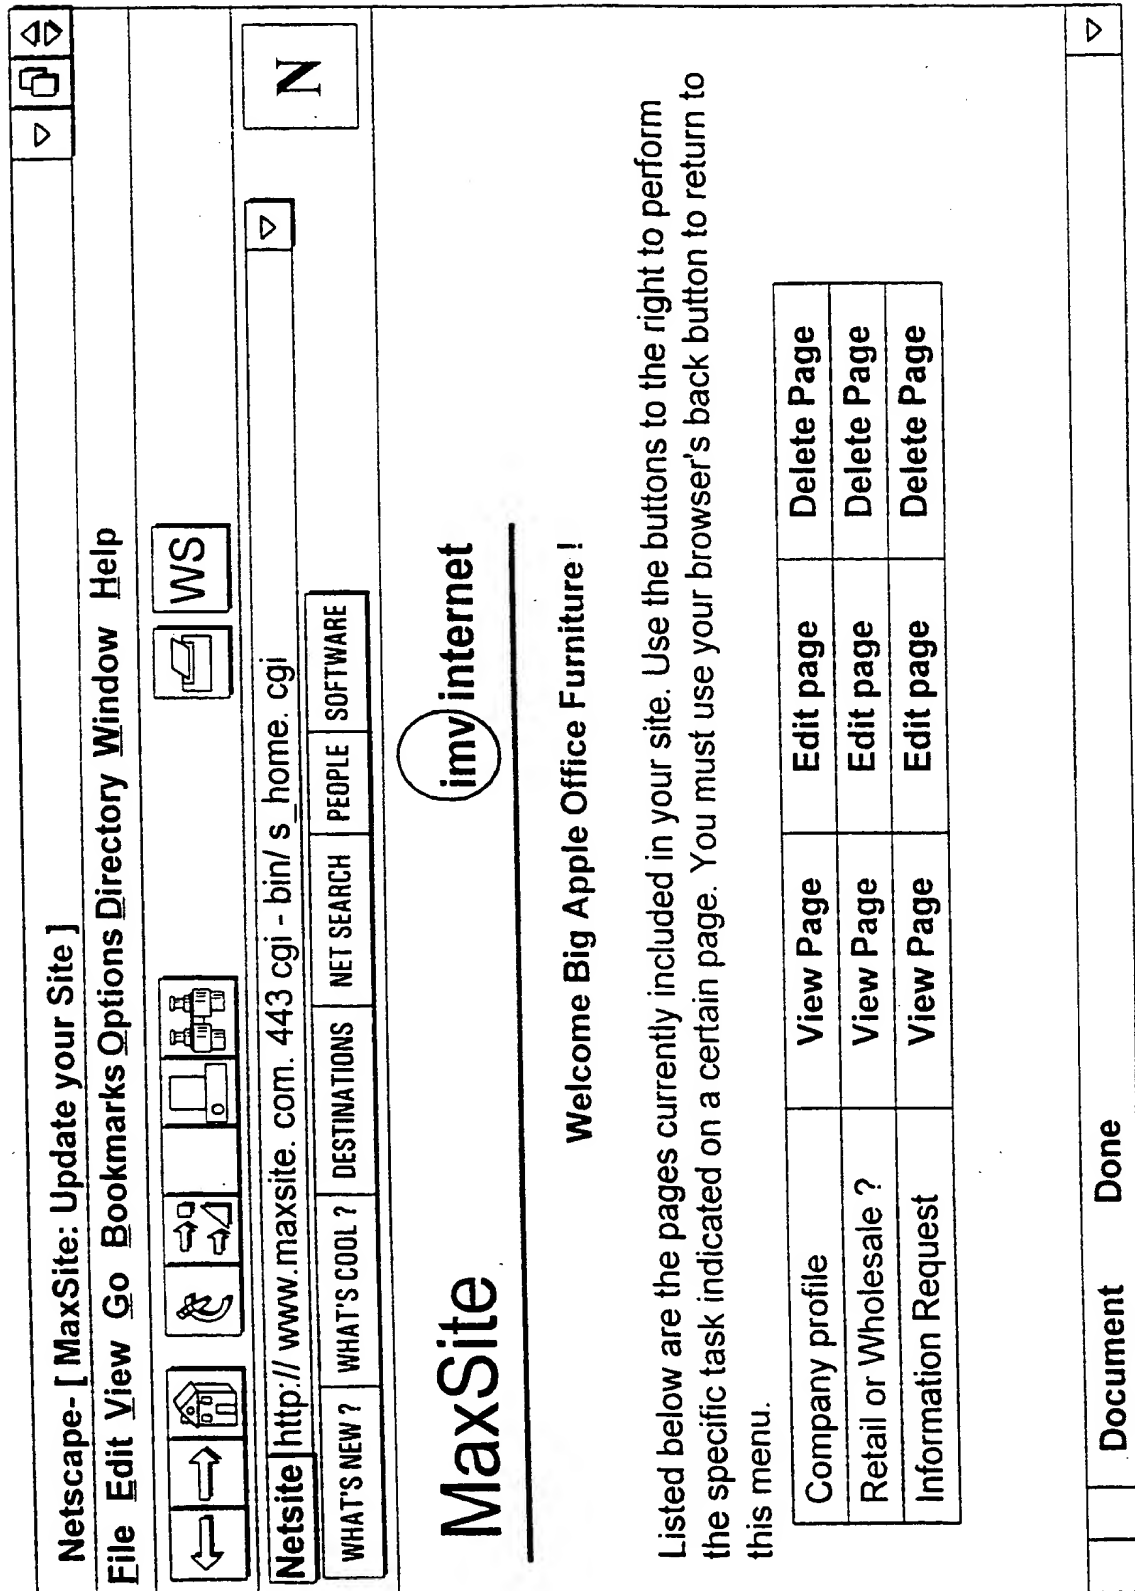 Netscape- [ MaxSite: Update your Site ]
File Edit View Go Bookmarks Options Directory Window Help
WS
Netsite http:// www.maxsite. com. 443 cgi - bin/ s_home. cgi
N
WHAT'S NEW ? WHAT'S COOL ? DESTINATIONS NET SEARCH PEOPLE SOFTWARE
MaxSite imv internet
Welcome Big Apple Office Furniture !
Listed below are the pages currently included in your site. Use the buttons to the right to perform
the specific task indicated on a certain page. You must use your browser's back button to return to
this menu.
Company profile View Page Edit page Delete Page
Retail or Wholesale ? View Page Edit page Delete Page
Information Request View Page Edit page Delete Page
Document Done